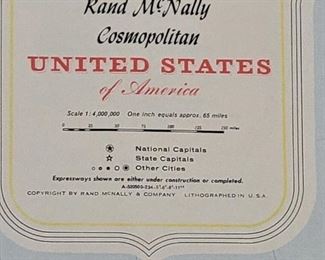 Rand McNally
Cosmopolitan
UNITED STATES
of America
Scale 1:4,000,000 One inch equals approx. 65 miles
National Capitals
State Capitals
Other Cities
Expressways shown are either under construction or completed.
COPYRIGHT BY RAND McNALLY & COMPANY LITHOGRAPHED IN U.S.A.